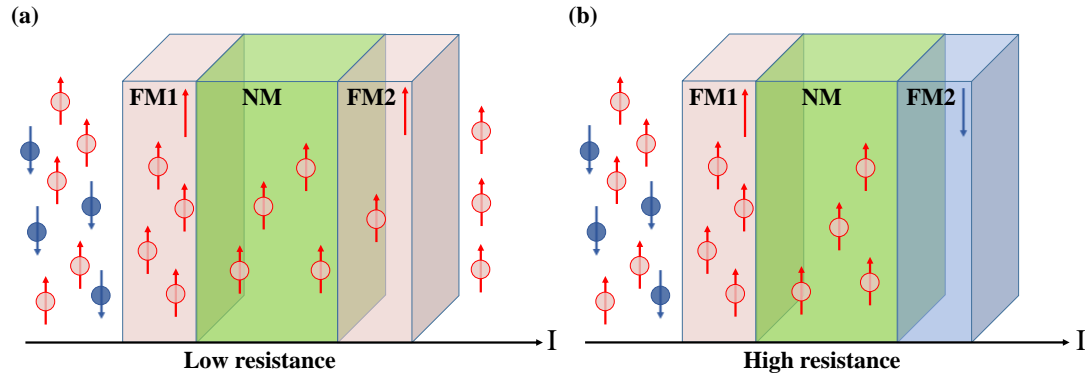 (a)
FM1
NM
FM2
I
Low resistance
(b)
FM1
NM
FM2
I
High resistance